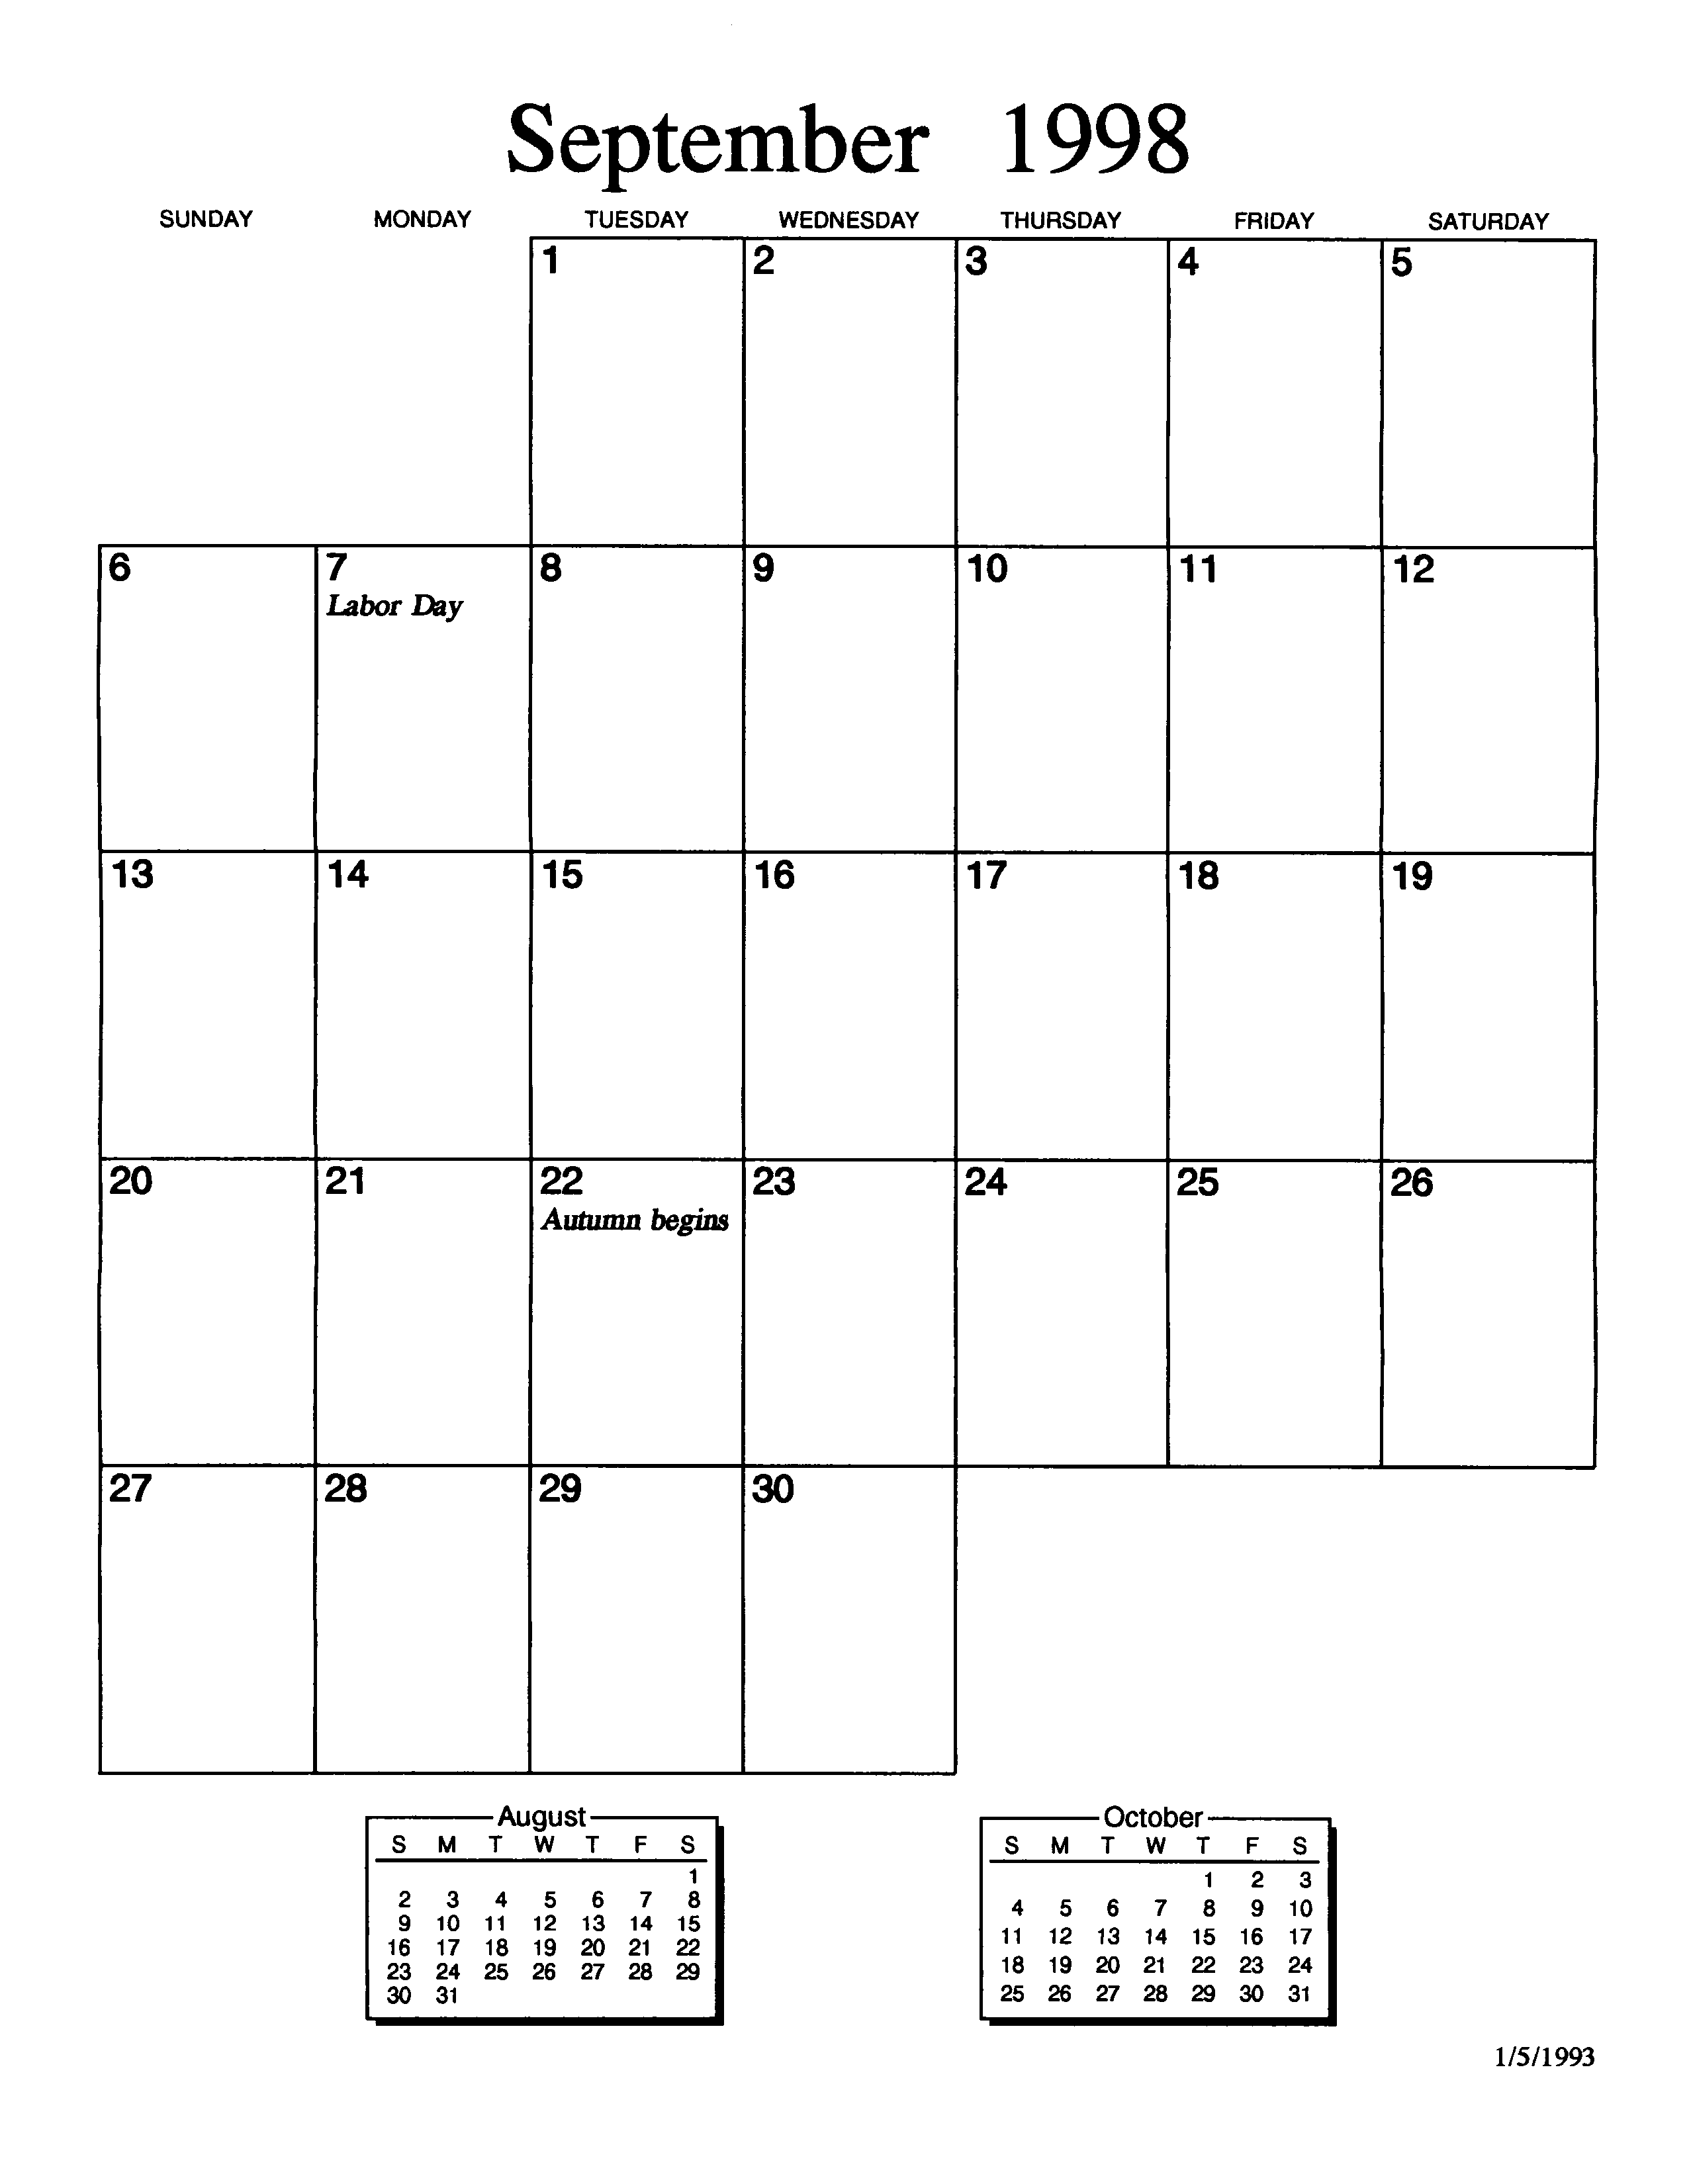 September 1998
SUNDAY MONDAY TUESDAY WEDNESDAY THURSDAY FRIDAY SATURDAY
1 2 3 4 5
6 7 8 9 10 11 12
Labor Day
13 14 15 16 17 18 19
20 21 22 23 24 25 26
Autumn begins
27 28 29 30
August
S M T W T F S
1
2 3 4 5 6 7 8
9 10 11 12 13 14 15
16 17 18 19 20 21 22
23 24 25 26 27 28 29
30 31
October
S M T W T F S
1 2 3
4 5 6 7 8 9 10
11 12 13 14 15 16 17
18 19 20 21 22 23 24
25 26 27 28 29 30 31
1/5/1993